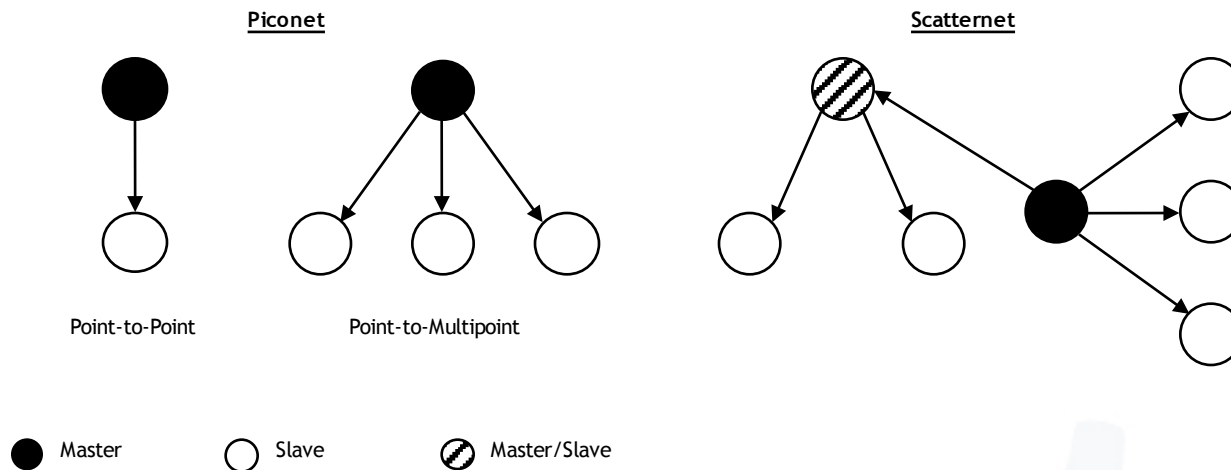 Piconet
Scatternet
Point-to-Point
Point-to-Multipoint
Master
Slave
Master/Slave